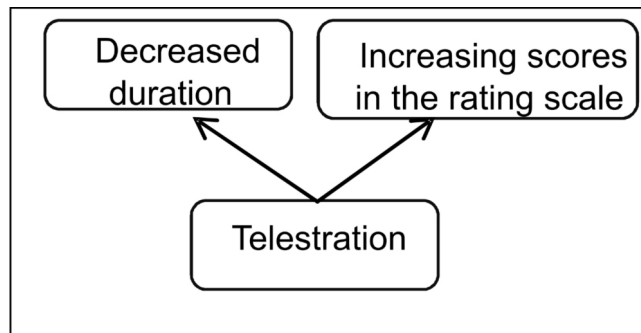 Decreased
duration
Increasing scores
in the rating scale
Telestration